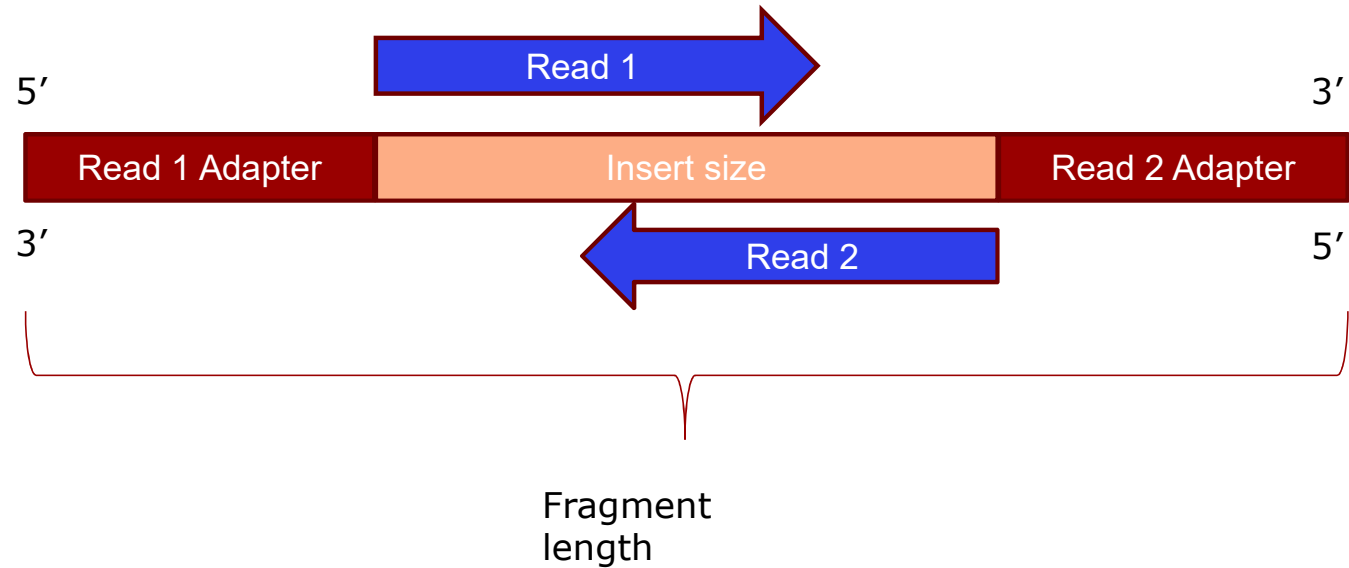 Read 1
5′
3′
Read 1 Adapter
Insert size
Read 2 Adapter
3′
5′
Read 2
Fragment
length